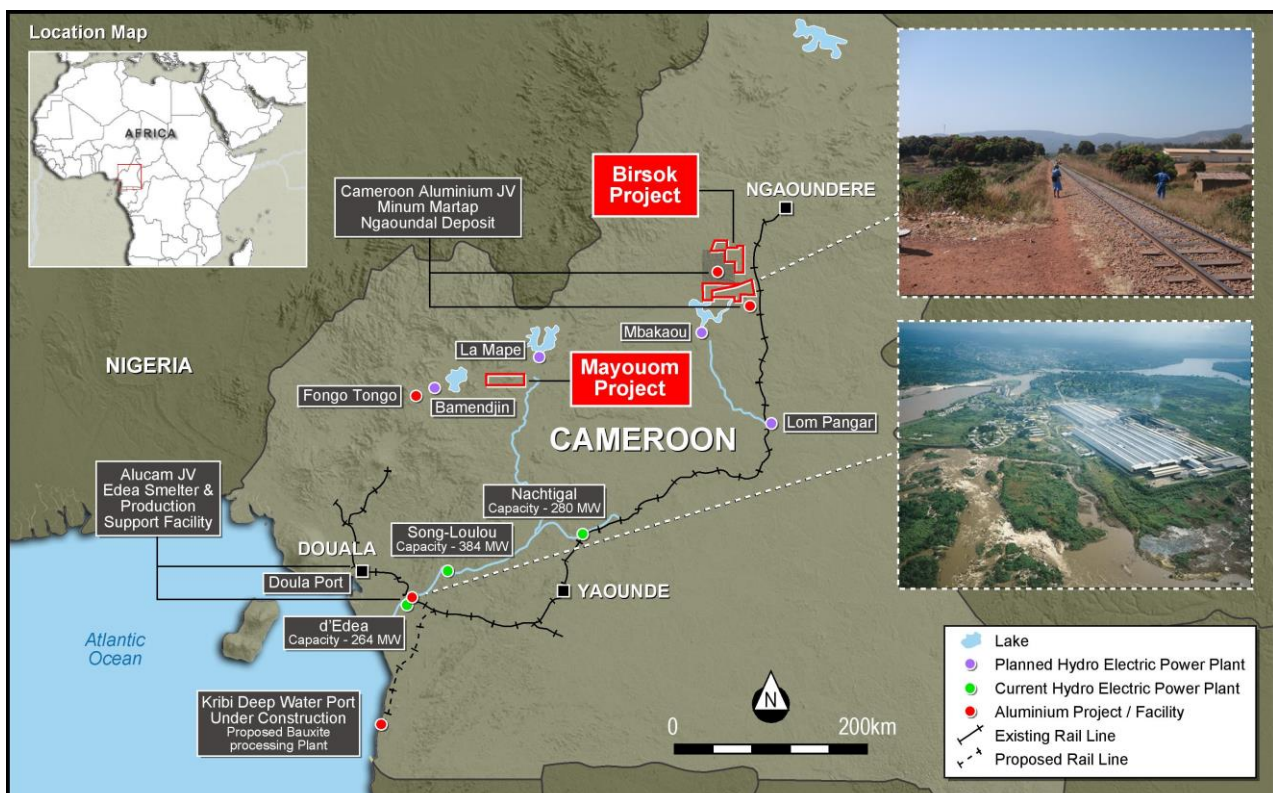 Location Map
AFRICA
Birsok
Project
NGAOUNDERE
Cameroon Aluminium JV
Minum Martap
Ngaoundal Deposit
Mbakaou
La Mape
NIGERIA
Mayouom
Project
Fongo Tongo
Bamendjin
CAMEROON
Lom Pangar
Alucam JV
Edea Smelter &
Production
Support Facility
Nachtigal
Capacity - 280 MW
Song-Loulou
Capacity - 384 MW
DOUALA
Doula Port
YAOUNDE
d'Edea
Capacity - 264 MW
Atlantic
Ocean
Kribi Deep Water Port
Under Construction
Proposed Bauxite
processing Plant
N
0 200km
Lake
Planned Hydro Electric Power Plant
Current Hydro Electric Power Plant
Aluminium Project / Facility
Existing Rail Line
Proposed Rail Line